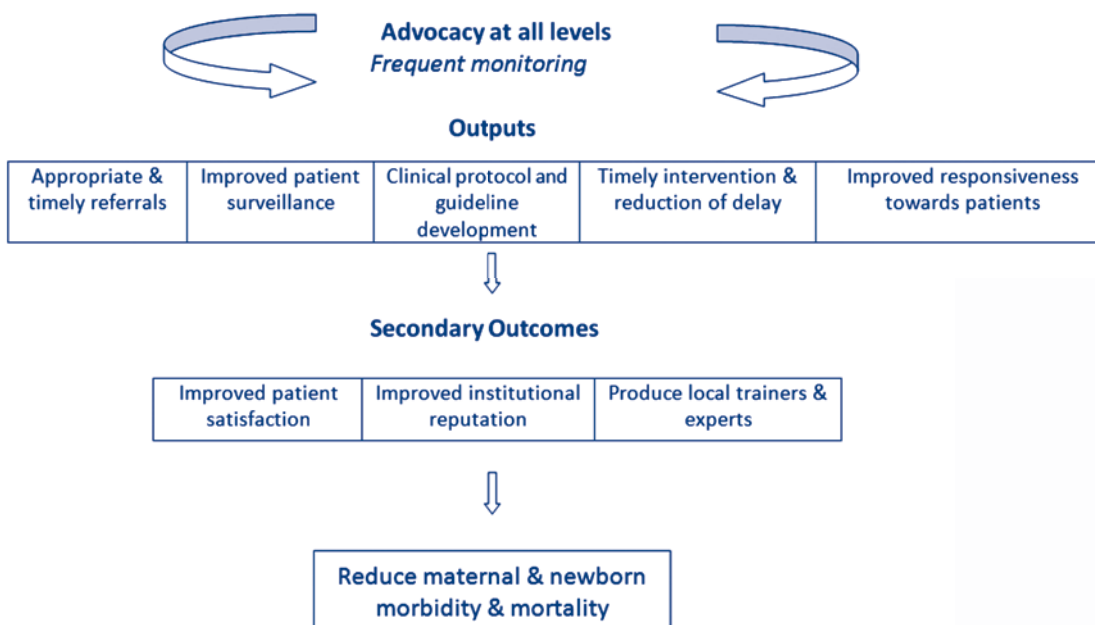 Advocacy at all levels
Frequent monitoring
Outputs
Appropriate &
timely referrals
Improved patient
surveillance
Clinical protocol and
guideline
development
Timely intervention &
reduction of delay
Improved responsiveness
towards patients
Secondary Outcomes
Improved patient
satisfaction
Improved institutional
reputation
Produce local trainers &
experts
Reduce maternal & newborn
morbidity & mortality